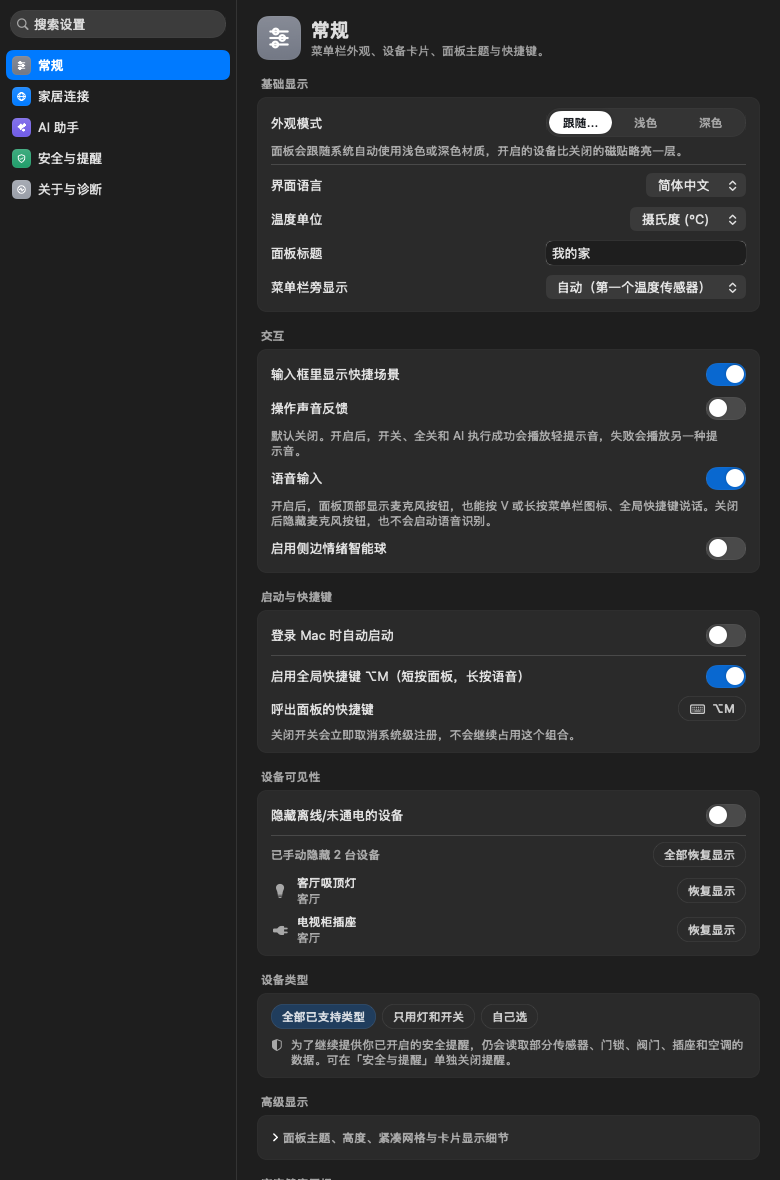 搜索设置
常规
家居连接
AI 助手
安全与提醒
关于与诊断
常规
菜单栏外观、设备卡片、面板主题与快捷键。
基础显示
外观模式
跟随...
浅色
深色
面板会跟随系统自动使用浅色或深色材质，开启的设备比关闭的磁贴略亮一层。
界面语言
简体中文
温度单位
摄氏度 (°C)
面板标题
我的家
菜单栏旁显示
自动（第一个温度传感器）
交互
输入框里显示快捷场景
操作声音反馈
默认关闭。开启后，开关、全关和 AI 执行成功会播放轻提示音，失败会播放另一种提
示音。
语音输入
开启后，面板顶部显示麦克风按钮，也能按 V 或长按菜单栏图标、全局快捷键说话。关闭
后隐藏麦克风按钮，也不会启动语音识别。
启用侧边情绪智能球
启动与快捷键
登录 Mac 时自动启动
启用全局快捷键 ⌥M（短按面板，长按语音）
呼出面板的快捷键
⌥M
关闭开关会立即取消系统级注册，不会继续占用这个组合。
设备可见性
隐藏离线/未通电的设备
已手动隐藏 2 台设备
全部恢复显示
客厅吸顶灯
客厅
恢复显示
电视柜插座
客厅
恢复显示
设备类型
全部已支持类型
只用灯和开关
自己选
为了继续提供你已开启的安全提醒，仍会读取部分传感器、门锁、阀门、插座和空调的
数据。可在「安全与提醒」单独关闭提醒。
高级显示
面板主题、高度、紧凑网格与卡片显示细节